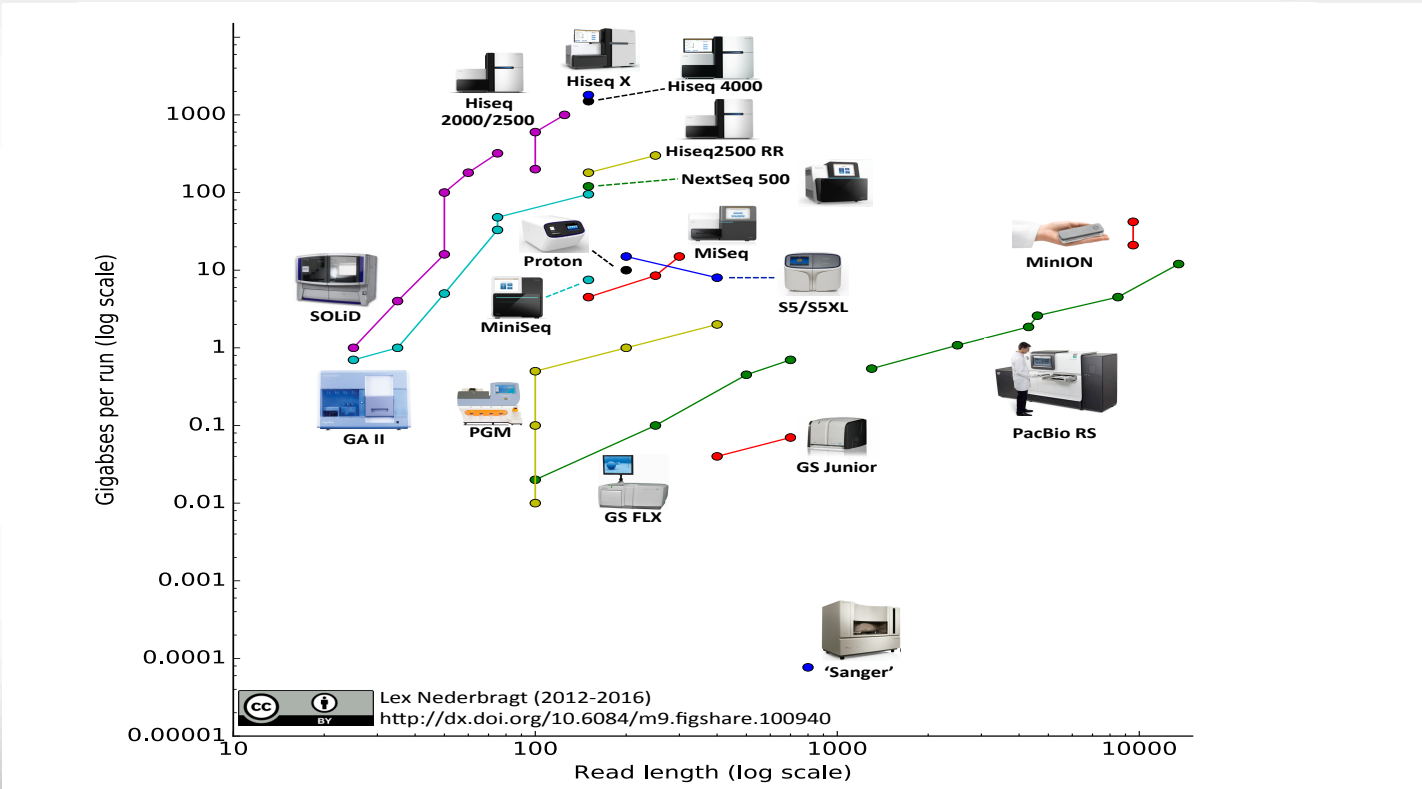 Hiseq X
Hiseq 4000
Hiseq
2000/2500
Hiseq2500 RR
NextSeq 500
MiSeq
Proton
MinION
S5/S5XL
SOLiD
MiniSeq
GA II
PGM
PacBio RS
GS Junior
GS FLX
'Sanger'
Gigabses per run (log scale)
1000
100
10
1
0.1
0.01
0.001
0.0001
0.00001
cc
BY
Lex Nederbragt (2012-2016)
http://dx.doi.org/10.6084/m9.figshare.100940
10
100
1000
10000
Read length (log scale)